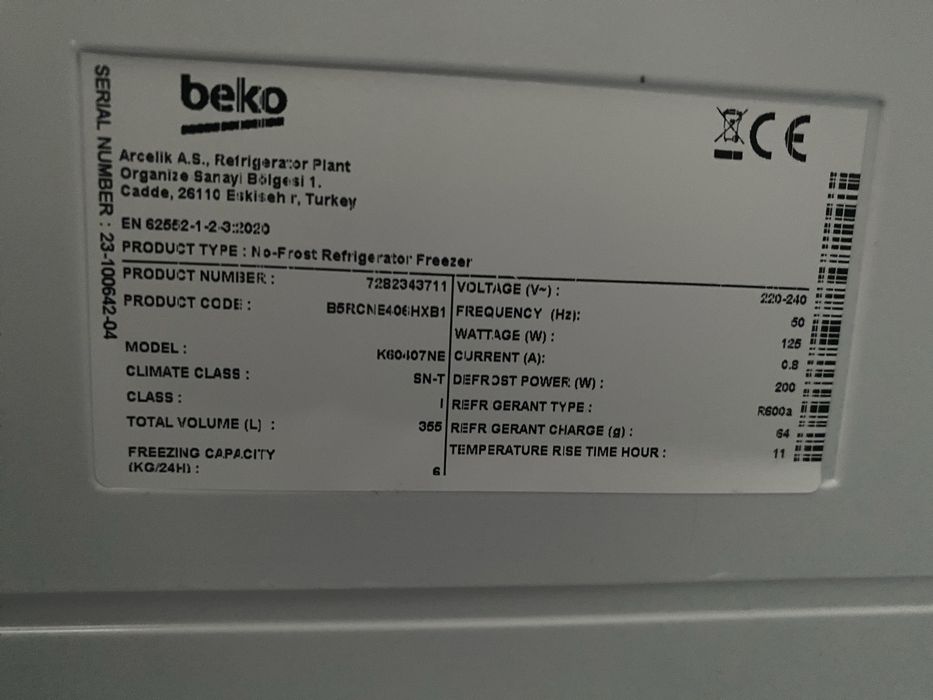 beko
Arcelik A.S., Refrigerator Plant
Organize Sanayi Bölgesi 1.
Cadde, 26110 Eskisehir, Turkey
EN 62552-1-2-3:2020
PRODUCT TYPE : No-Frost Refrigerator Freezer
PRODUCT NUMBER : 7282343711
PRODUCT CODE : B5RCNE406HXB1
MODEL : K60407NE
CLIMATE CLASS : SN-T
CLASS : I
TOTAL VOLUME (L) : 355
FREEZING CAPACITY
(KG/24H) : 6
VOLTAGE (V~) : 220-240
FREQUENCY (Hz): 50
WATTAGE (W) : 125
CURRENT (A): 0.8
DEFROST POWER (W) : 200
REFRIGERANT TYPE : R600a
REFRIGERANT CHARGE (g) : 64
TEMPERATURE RISE TIME HOUR : 11
SERIAL NUMBER : 23-100642-04
CE